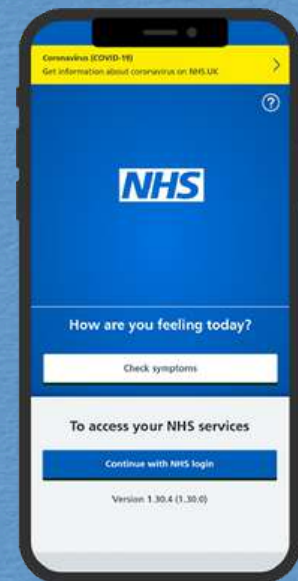 Coronavirus (COVID-19)
Get information about coronavirus on NHS.UK
?
NHS
How are you feeling today?
Check symptoms
To access your NHS services
Continue with NHS login
Version 1.30.4 (1.30.0)